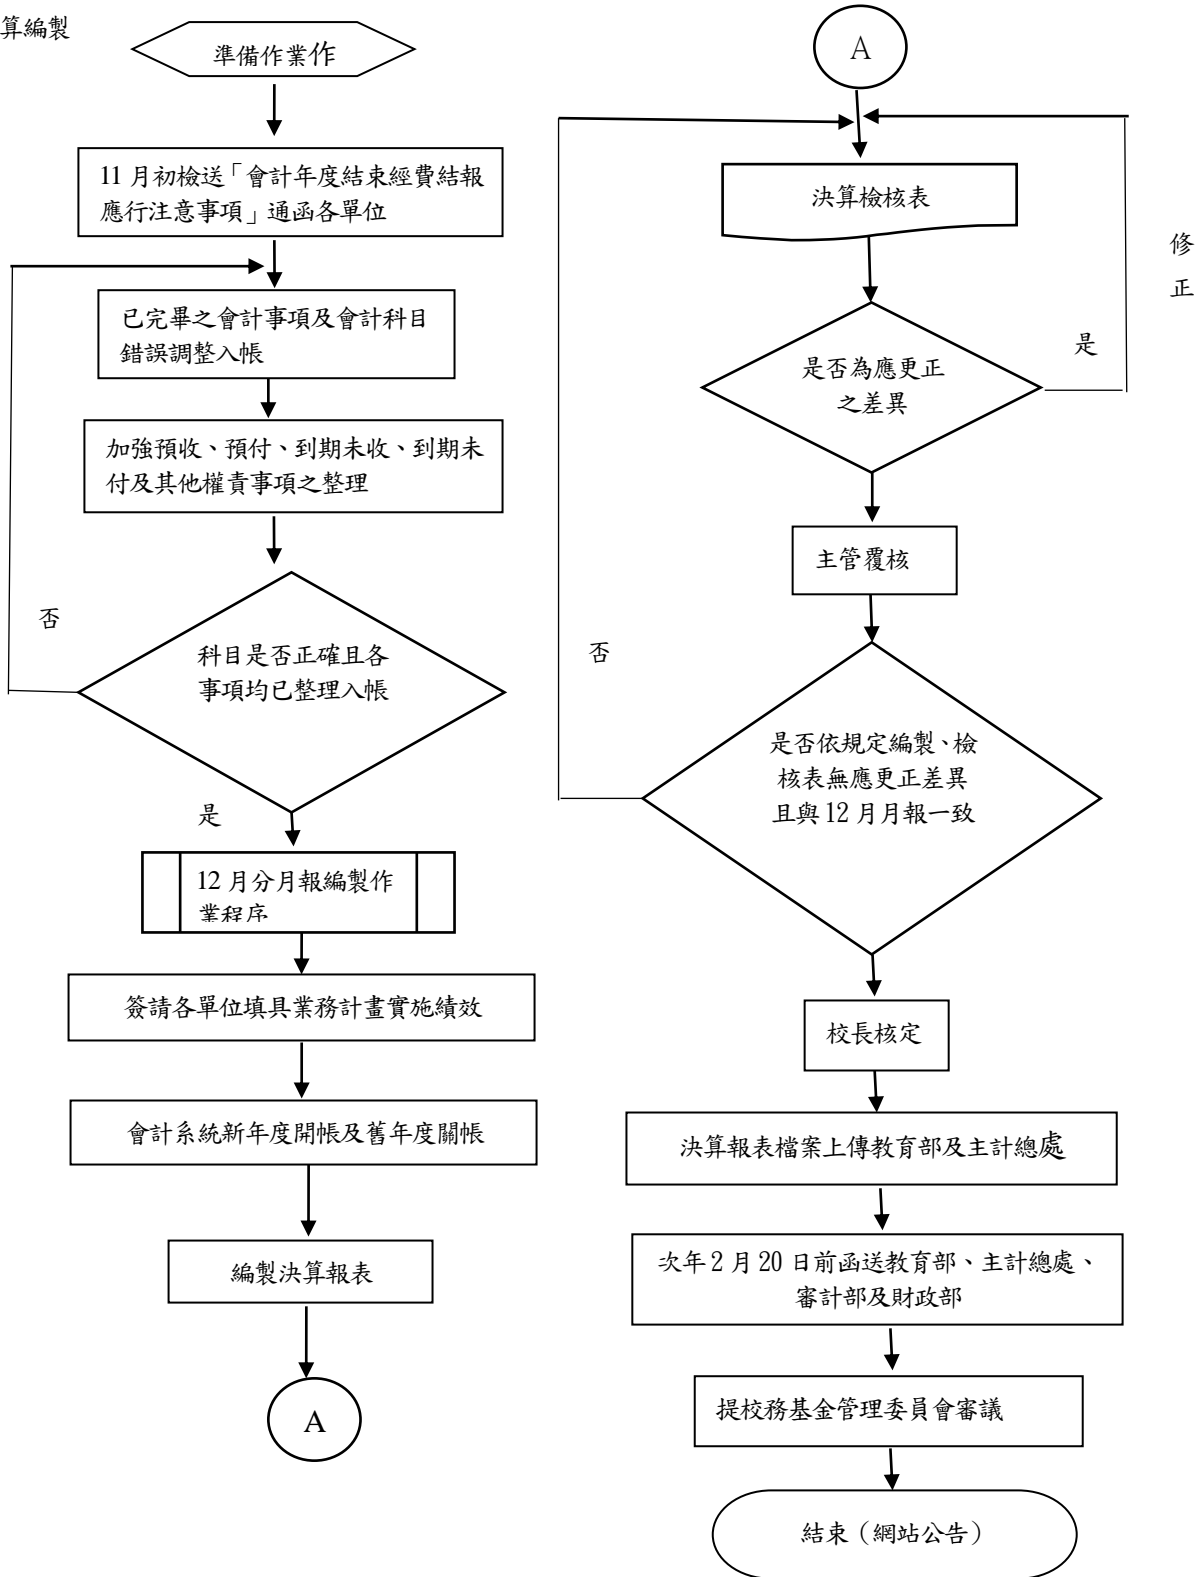 算編製
準備作業作
11 月初檢送「會計年度結束經費結報
應行注意事項」通函各單位
已完畢之會計事項及會計科目
錯誤調整入帳
加強預收、預付、到期未收、到期未
付及其他權責事項之整理
否
科目是否正確且各
事項均已整理入帳
是
12 月分月報編製作
業程序
簽請各單位填具業務計畫實施績效
會計系統新年度開帳及舊年度關帳
編製決算報表
A
A
決算檢核表
修
正
是
是否為應更正
之差異
主管覆核
否
是否依規定編製、檢
核表無應更正差異
且與 12 月月報一致
校長核定
決算報表檔案上傳教育部及主計總處
次年 2 月 20 日前函送教育部、主計總處、
審計部及財政部
提校務基金管理委員會審議
結束（網站公告）